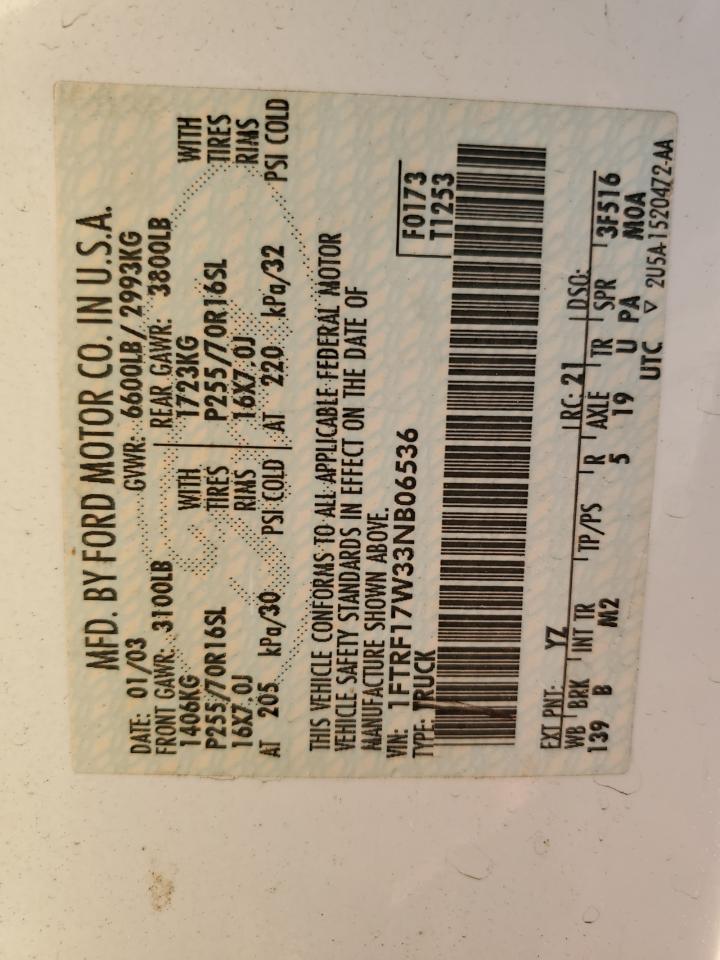 MFD. BY FORD MOTOR CO. IN U.S.A.
DATE: 01/03 GVWR: 6600LB / 2993KG
FRONT GAWR: 3100LB REAR GAWR: 3800LB
1406KG WITH 1723KG WITH
P255/70R16SL TIRES P255/70R16SL TIRES
16X7.0J RIMS 16X7.0J RIMS
AT 205 kPa/30 PSI COLD AT 220 kPa/32 PSI COLD
THIS VEHICLE CONFORMS TO ALL APPLICABLE FEDERAL MOTOR
VEHICLE SAFETY STANDARDS IN EFFECT ON THE DATE OF
MANUFACTURE SHOWN ABOVE.
VIN: 1FTRF17W33NB06536 F0173
TYPE: TRUCK T1253
EXT PNT: YZ RC: 21 DSO:
WB BRK INT TR TP/PS R AXLE TR SPR 3F516
139 B M2 5 19 U PA MOA
UTC ▽ 2U5A-1520472-AA